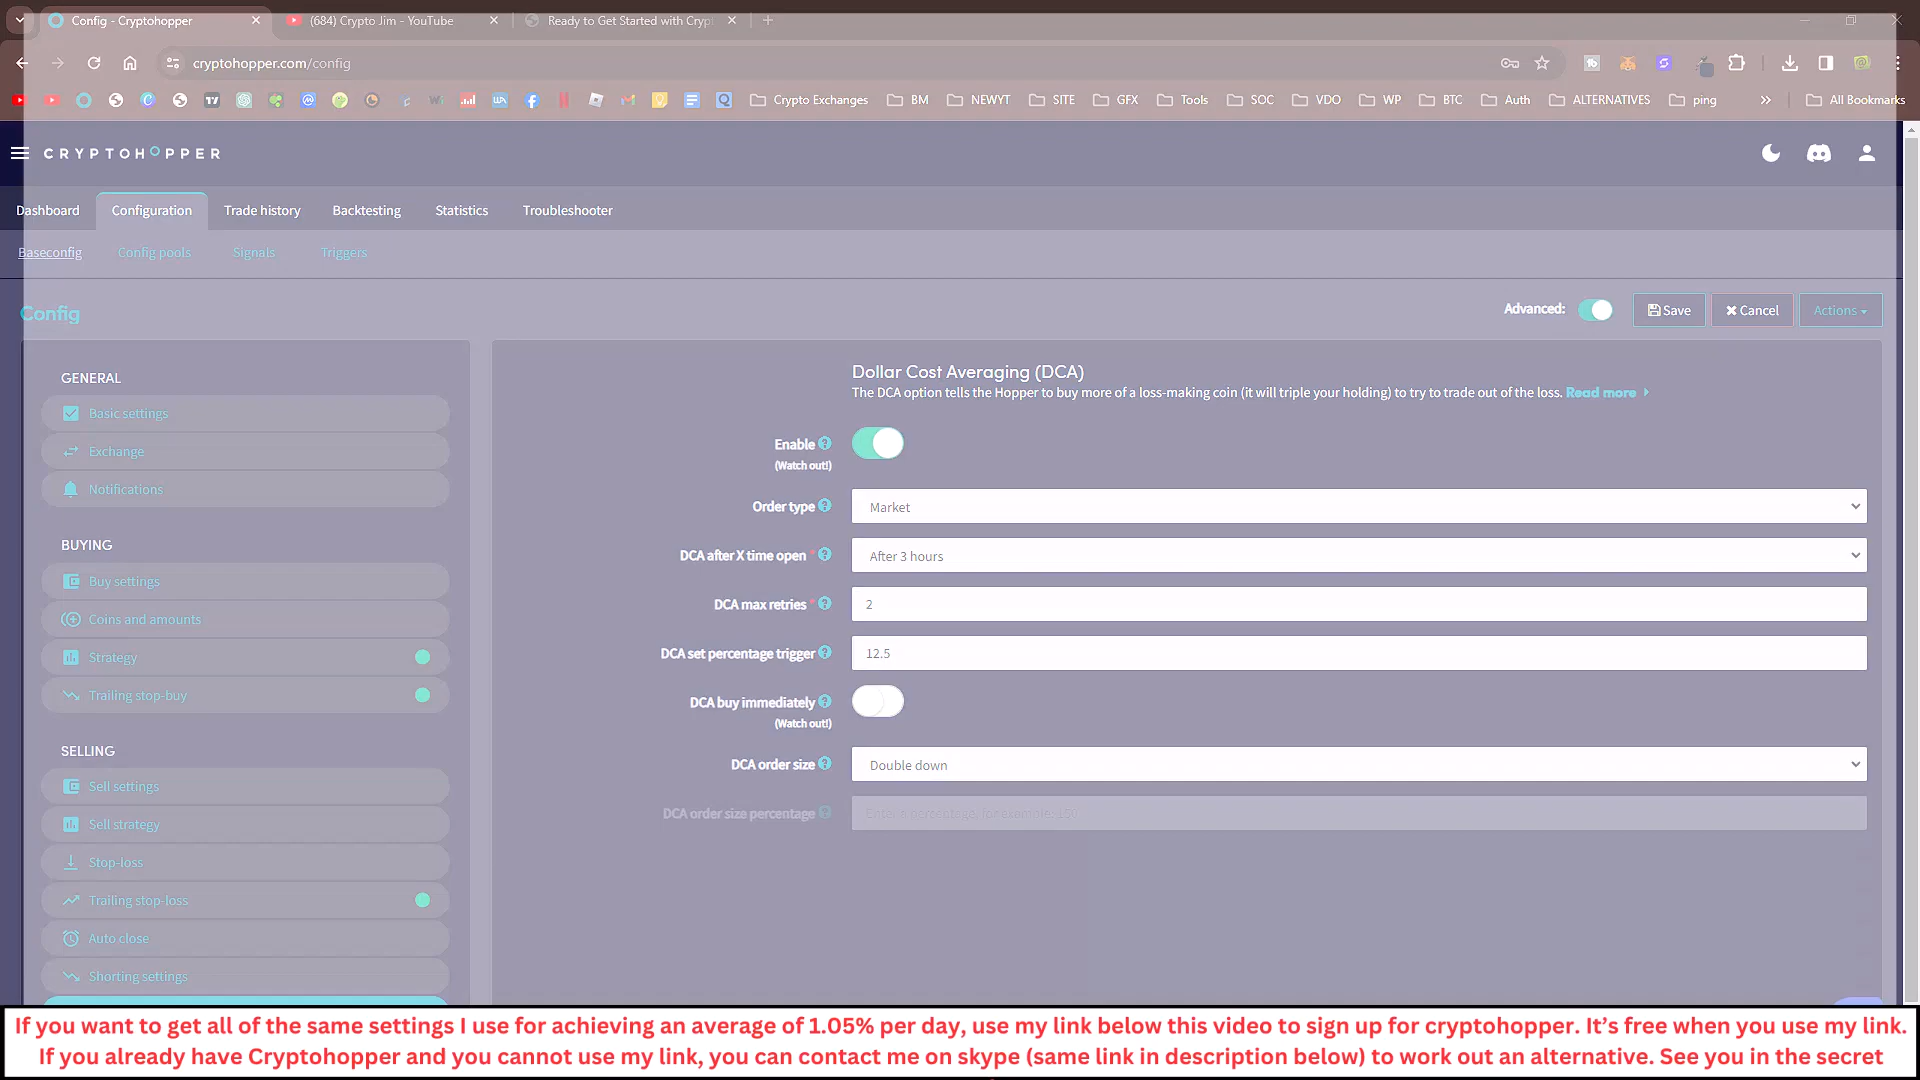 Config - Cryptohopper
(684) Crypto Jim - YouTube
Ready to Get Started with Crypt
cryptohopper.com/config
Crypto Exchanges
BM
NEWYT
SITE
GFX
Tools
SOC
VDO
WP
BTC
Auth
ALTERNATIVES
ping
All Bookmarks
CRYPTOHOPPER
Dashboard
Configuration
Trade history
Backtesting
Statistics
Troubleshooter
Baseconfig
Config pools
Signals
Triggers
Config
Advanced:
Save
Cancel
Actions
GENERAL
Basic settings
Exchange
Notifications
BUYING
Buy settings
Coins and amounts
Strategy
Trailing stop-buy
SELLING
Sell settings
Sell strategy
Stop-loss
Trailing stop-loss
Auto close
Shorting settings
Dollar Cost Averaging (DCA)
The DCA option tells the Hopper to buy more of a loss-making coin (it will triple your holding) to try to trade out of the loss. Read more
Enable
(Watch out!)
Order type
Market
DCA after X time open *
After 3 hours
DCA max retries *
2
DCA set percentage trigger
12.5
DCA buy immediately
(Watch out!)
DCA order size
Double down
DCA order size percentage
Enter a percentage, for example: 150
If you want to get all of the same settings I use for achieving an average of 1.05% per day, use my link below this video to sign up for cryptohopper. It's free when you use my link.
If you already have Cryptohopper and you cannot use my link, you can contact me on skype (same link in description below) to work out an alternative. See you in the secret